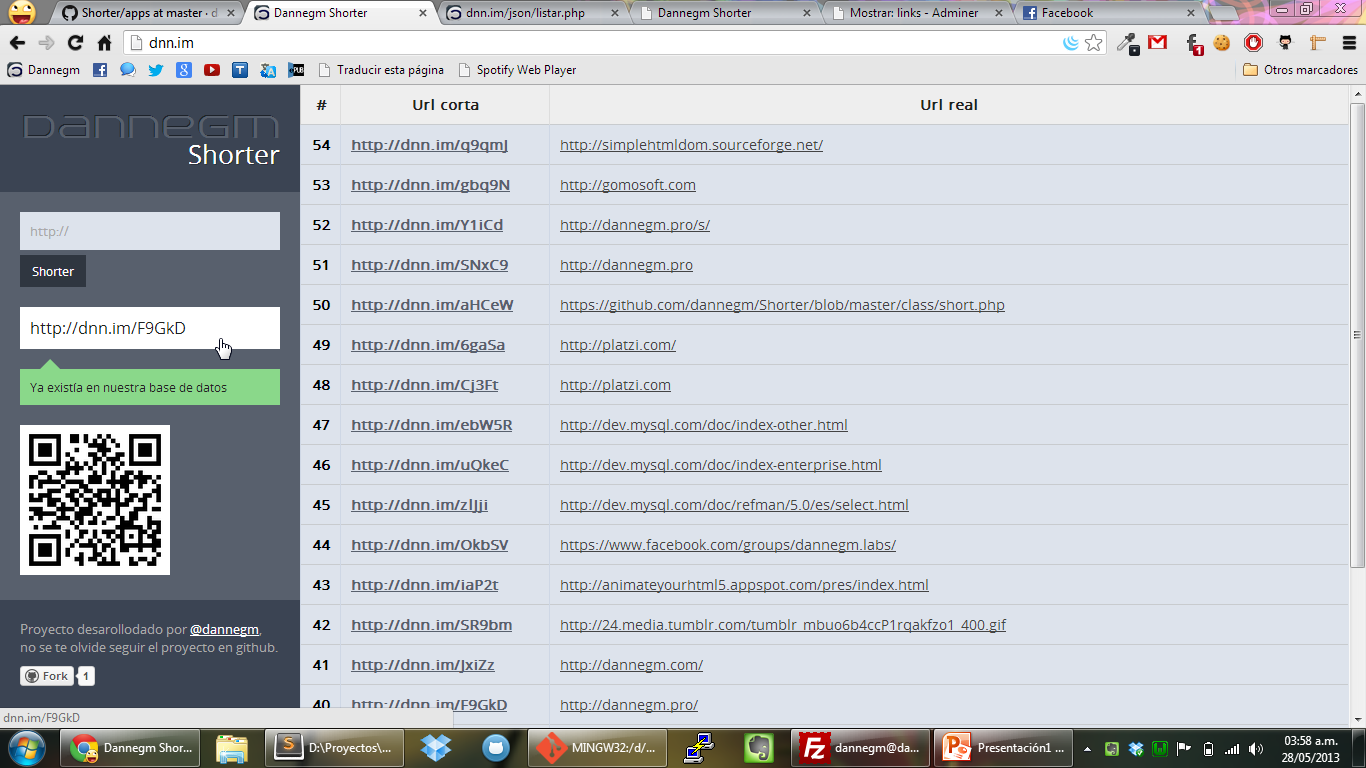 Shorter/apps at master · d
Dannegm Shorter
dnn.im/json/listar.php
Dannegm Shorter
Mostrar: links - Adminer
Facebook
dnn.im
1
Dannegm
Traducir esta página
Spotify Web Player
Otros marcadores
DANNEGM
Shorter
http://
Shorter
http://dnn.im/F9GkD
Ya existía en nuestra base de datos
Proyecto desarollodado por @dannegm,
no se te olvide seguir el proyecto en github.
Fork 1
dnn.im/F9GkD
# Url corta Url real
54 http://dnn.im/q9qmJ http://simplehtmldom.sourceforge.net/
53 http://dnn.im/gbq9N http://gomosoft.com
52 http://dnn.im/Y1iCd http://dannegm.pro/s/
51 http://dnn.im/SNxC9 http://dannegm.pro
50 http://dnn.im/aHCeW https://github.com/dannegm/Shorter/blob/master/class/short.php
49 http://dnn.im/6gaSa http://platzi.com/
48 http://dnn.im/Cj3Ft http://platzi.com
47 http://dnn.im/ebW5R http://dev.mysql.com/doc/index-other.html
46 http://dnn.im/uQkeC http://dev.mysql.com/doc/index-enterprise.html
45 http://dnn.im/zlJji http://dev.mysql.com/doc/refman/5.0/es/select.html
44 http://dnn.im/OkbSV https://www.facebook.com/groups/dannegm.labs/
43 http://dnn.im/iaP2t http://animateyourhtml5.appspot.com/pres/index.html
42 http://dnn.im/SR9bm http://24.media.tumblr.com/tumblr_mbuo6b4ccP1rqakfzo1_400.gif
41 http://dnn.im/JxiZz http://dannegm.com/
40 http://dnn.im/F9GkD http://dannegm.pro/
Dannegm Shor...
D:\Proyectos\...
MINGW32:/d/...
dannegm@da...
Presentación1 ...
03:58 a.m.
28/05/2013